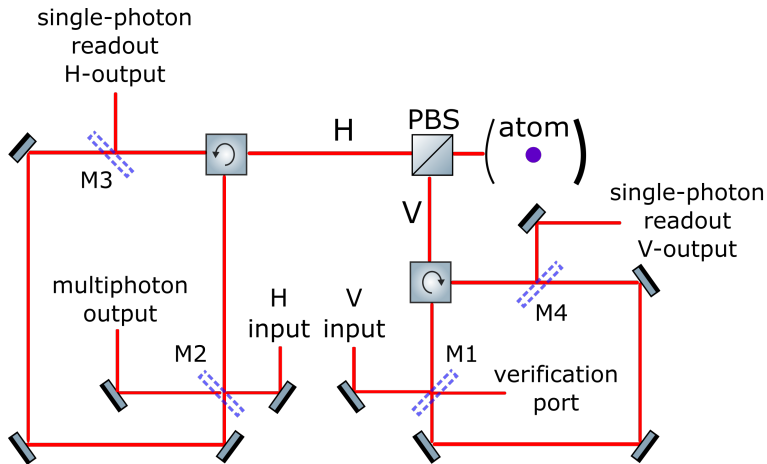 single-photon
readout
H-output
M3
H
PBS
atom
V
single-photon
readout
V-output
M4
multiphoton
output
M2
H
input
V
input
M1
verification
port